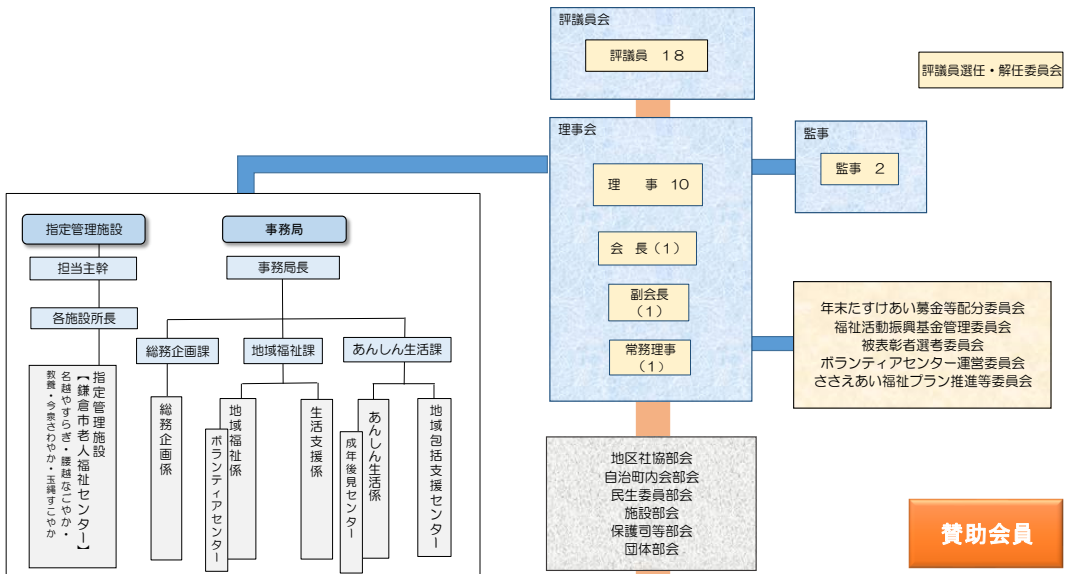 評議員会
評議員　18
評議員選任・解任委員会
理事会
理　事　10
会　長（1）
副会長
（1）
常務理事
（1）
監事
監事　2
年末たすけあい募金等配分委員会
福祉活動振興基金管理委員会
被表彰者選考委員会
ボランティアセンター運営委員会
ささえあい福祉プラン推進等委員会
地区社協部会
自治町内会部会
民生委員部会
施設部会
保護司等部会
団体部会
賛助会員
指定管理施設
担当主幹
各施設所長
指定管理施設
【鎌倉市老人福祉センター】
名越やすらぎ・腰越なごやか・
教養・今泉さわやか・玉縄すこやか
事務局
事務局長
総務企画課
地域福祉課
あんしん生活課
総務企画係
地域福祉係
ボランティアセンター
生活支援係
あんしん生活係
成年後見センター
地域包括支援センター